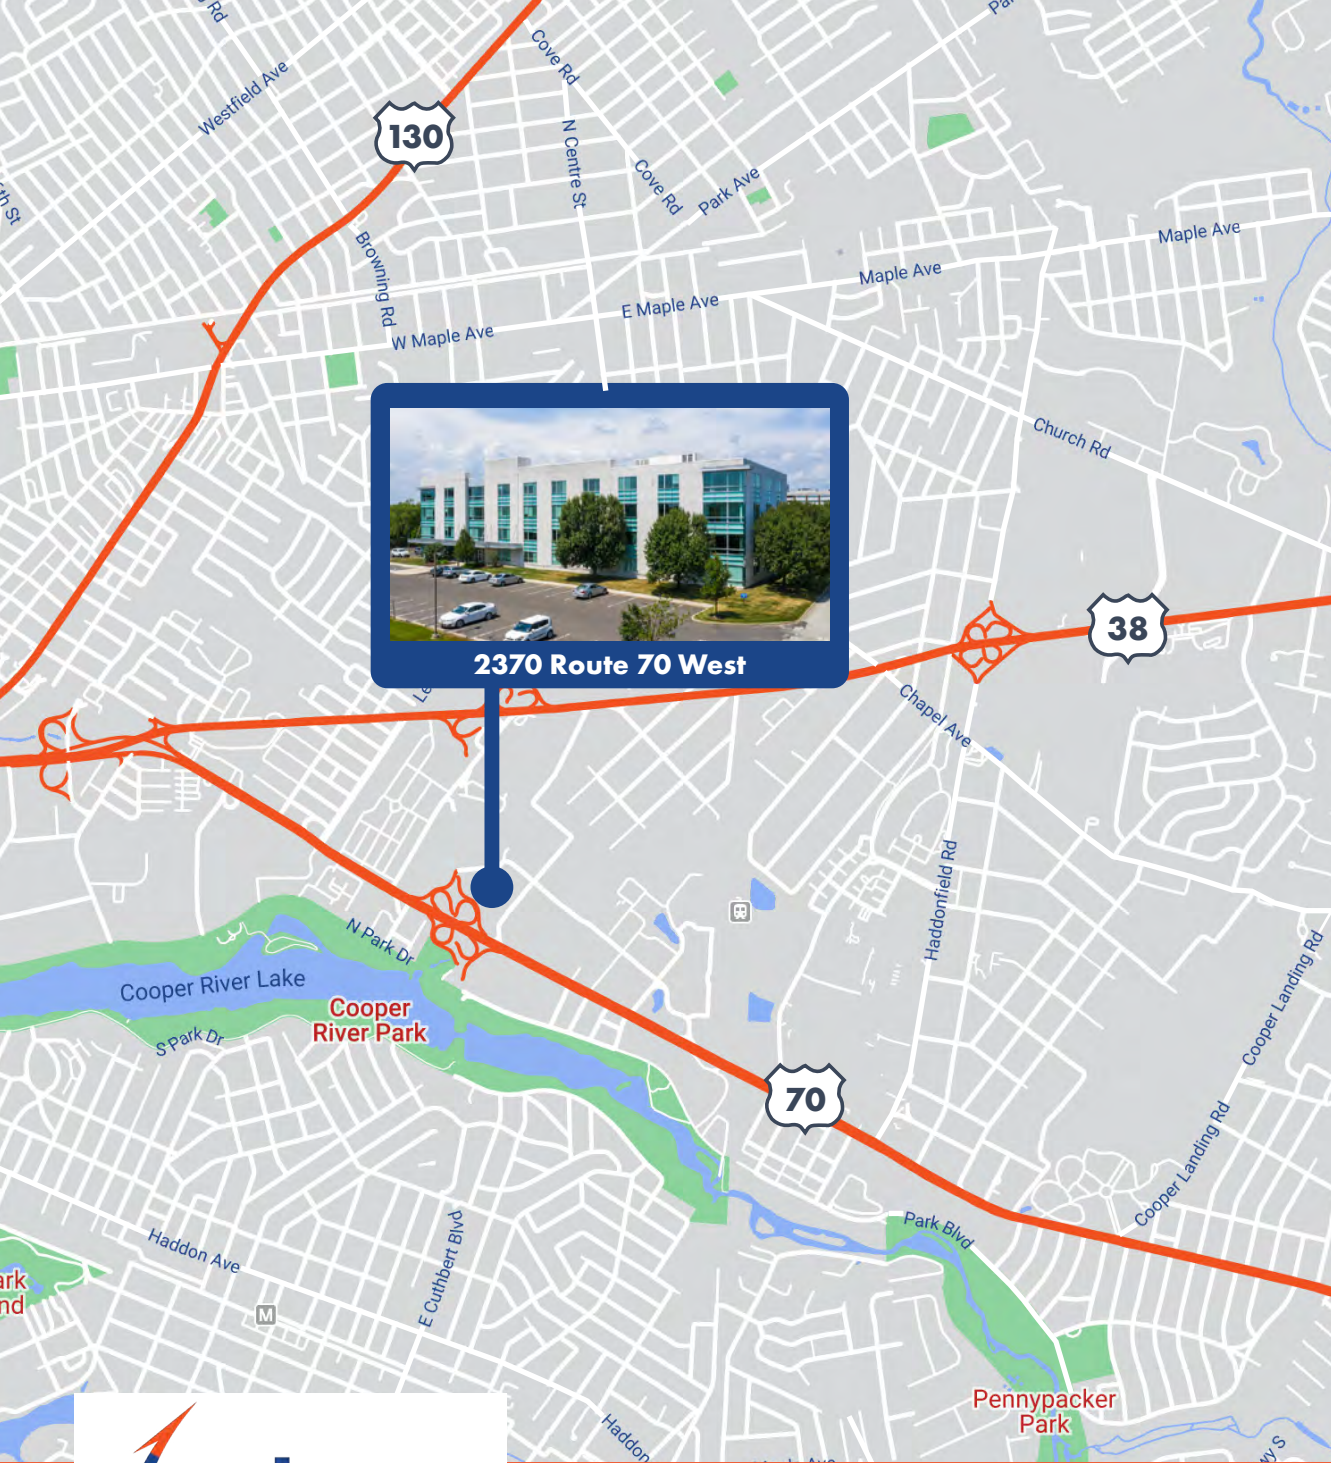 Cove Rd
Westfield Ave
130
N Centre St
Cove Rd
Park Ave
Maple Ave
Browning Rd
Maple Ave
E Maple Ave
W Maple Ave
Church Rd
38
2370 Route 70 West
Chapel Ave
Haddonfield Rd
N Park Dr
Cooper River Lake
Cooper
River Park
S Park Dr
Cooper Landing Rd
70
Cooper Landing Rd
Park Blvd
Haddon Ave
E Cuthbert Blvd
M
Pennypacker
Park
Haddon